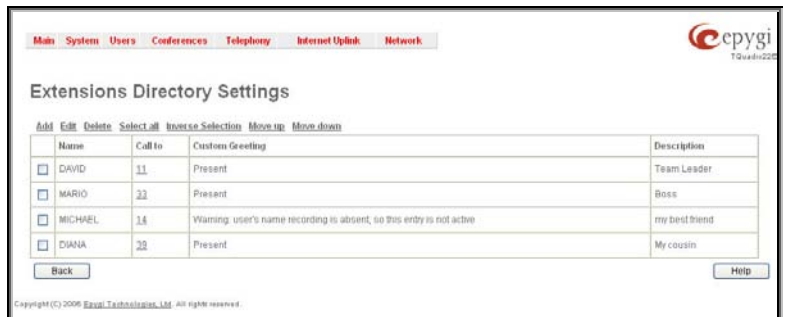 Main System Users Conferences Telephony Internet Uplink Network
epygi
Extensions Directory Settings
Add Edit Delete Select all Inverse Selection Move up Move down
Name Call to Custom Greeting Description
DAVID 11 Present Team Leader
MARIO 33 Present Boss
MICHAEL 14 Warning: user's name recording is absent, so this entry is not active my best friend
DIANA Present My cousin
Back Help
Copyright (C) 2006 Epygi Technologies, Ltd. All rights reserved.